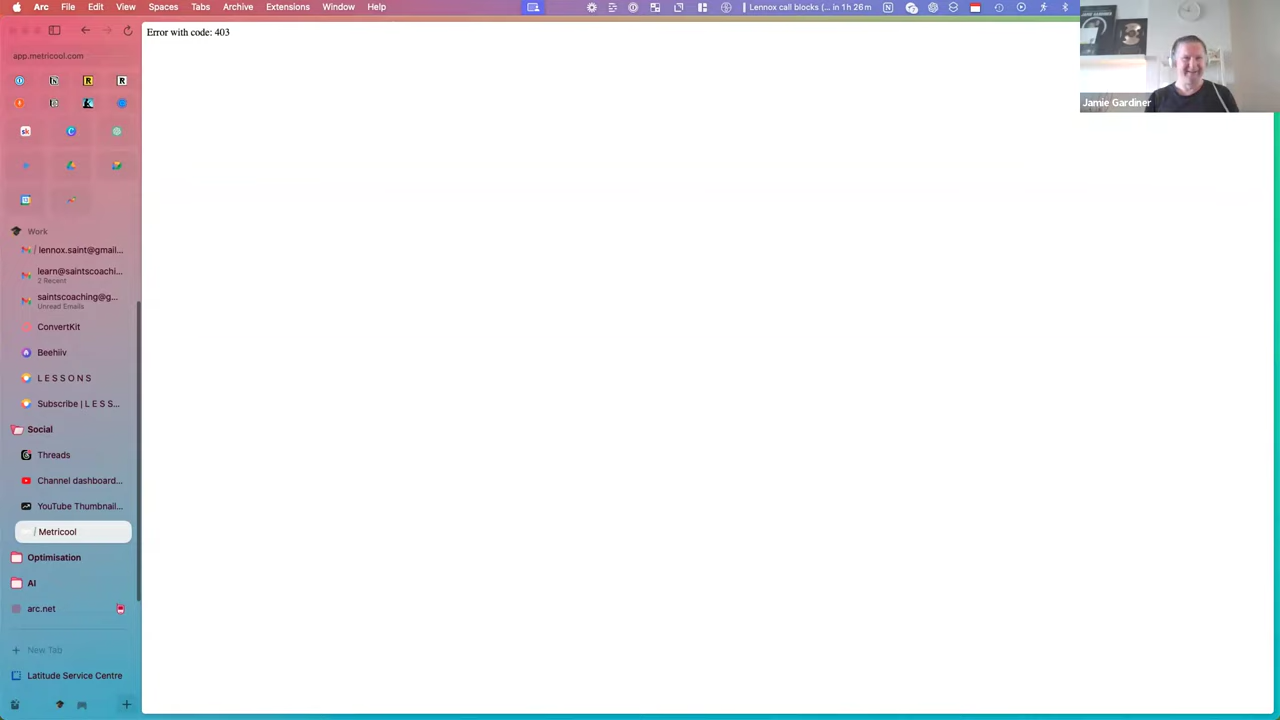 Arc File Edit View Spaces Tabs Archive Extensions Window Help
Lennox call blocks (... in 1 h 26 m
app.metricool.com
Error with code: 403
Jamie Gardiner
Work
/ lennox.saint@gmail...
learn@saintscoachi...
2 Recent
saintscoaching@g...
Unread Emails
ConvertKit
Beehiiv
L E S S O N S
Subscribe | L E S S...
Social
Threads
Channel dashboard...
YouTube Thumbnail...
/ Metricool
Optimisation
AI
arc.net
+ New Tab
Latitude Service Centre